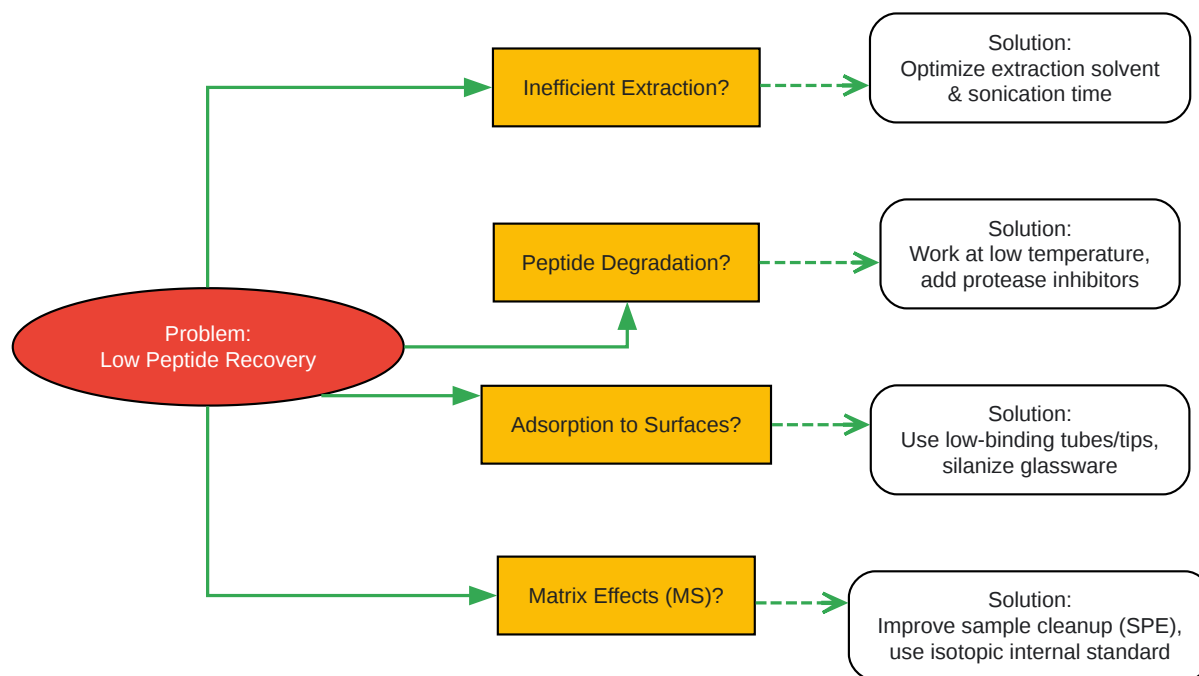 Inefficient Extraction?
Solution:
Optimize extraction solvent
& sonication time
Peptide Degradation?
Solution:
Work at low temperature,
add protease inhibitors
Problem:
Low Peptide Recovery
Adsorption to Surfaces?
Solution:
Use low-binding tubes/tips,
silanize glassware
Matrix Effects (MS)?
Solution:
Improve sample cleanup (SPE),
use isotopic internal standard